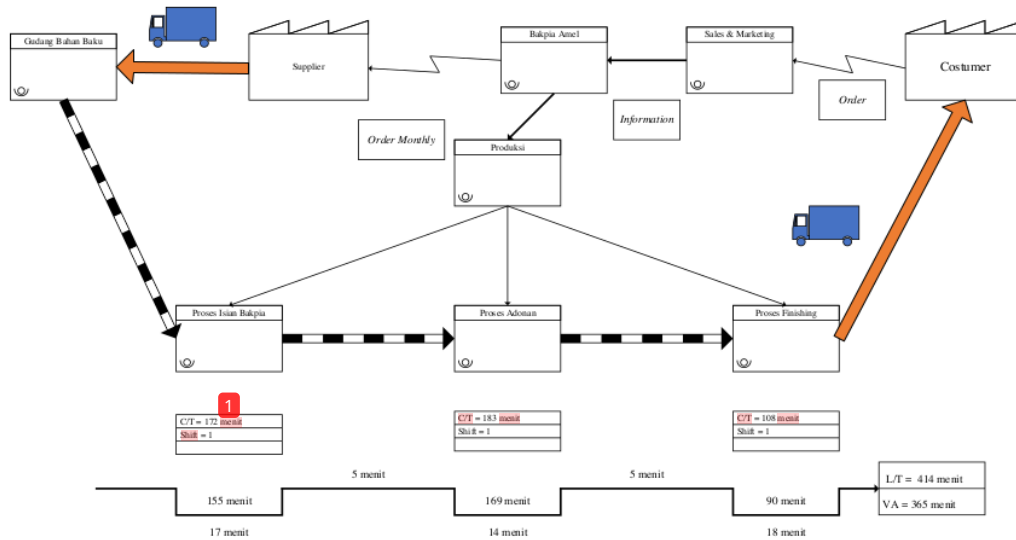 Gudang Bahan Baku
Supplier
Bakpia Amel
Sales & Marketing
Costumer
Order
Information
Order Monthly
Produksi
Proses Isian Bakpia
Proses Adonan
Proses Finishing
1
C/T = 172 menit
Shift = 1
C/T = 183 menit
Shift = 1
C/T = 108 menit
Shift = 1
5 menit
5 menit
155 menit
169 menit
90 menit
17 menit
14 menit
18 menit
L/T = 414 menit
VA = 365 menit